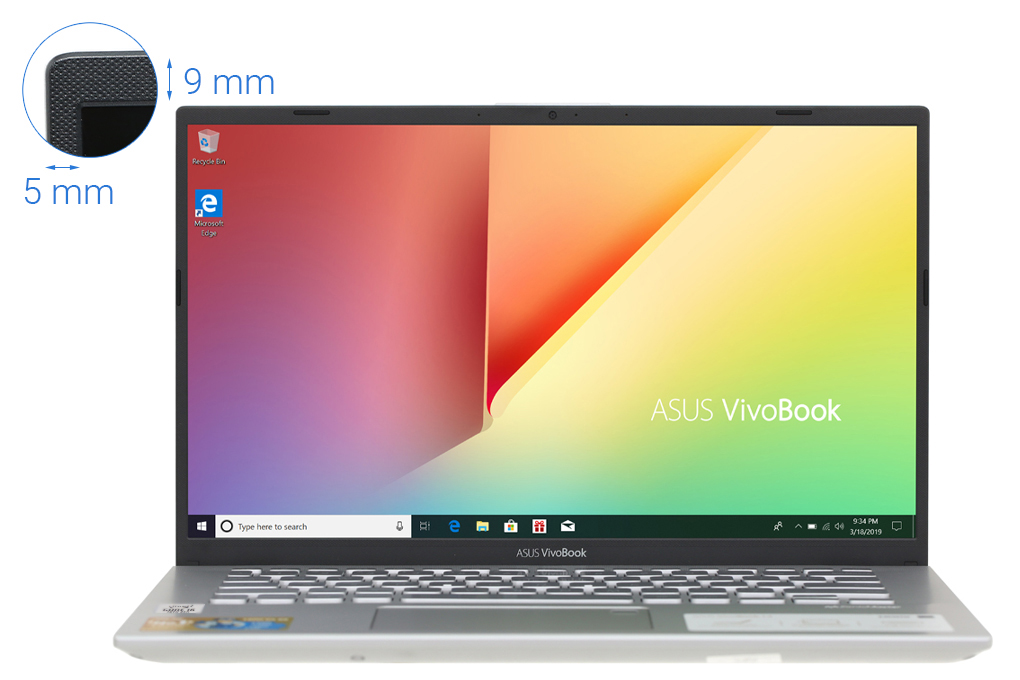 9 mm
5 mm
Recycle Bin
Microsoft
Edge
ASUS VivoBook
Type here to search
9:34 PM
3/18/2019
ASUS VivoBook